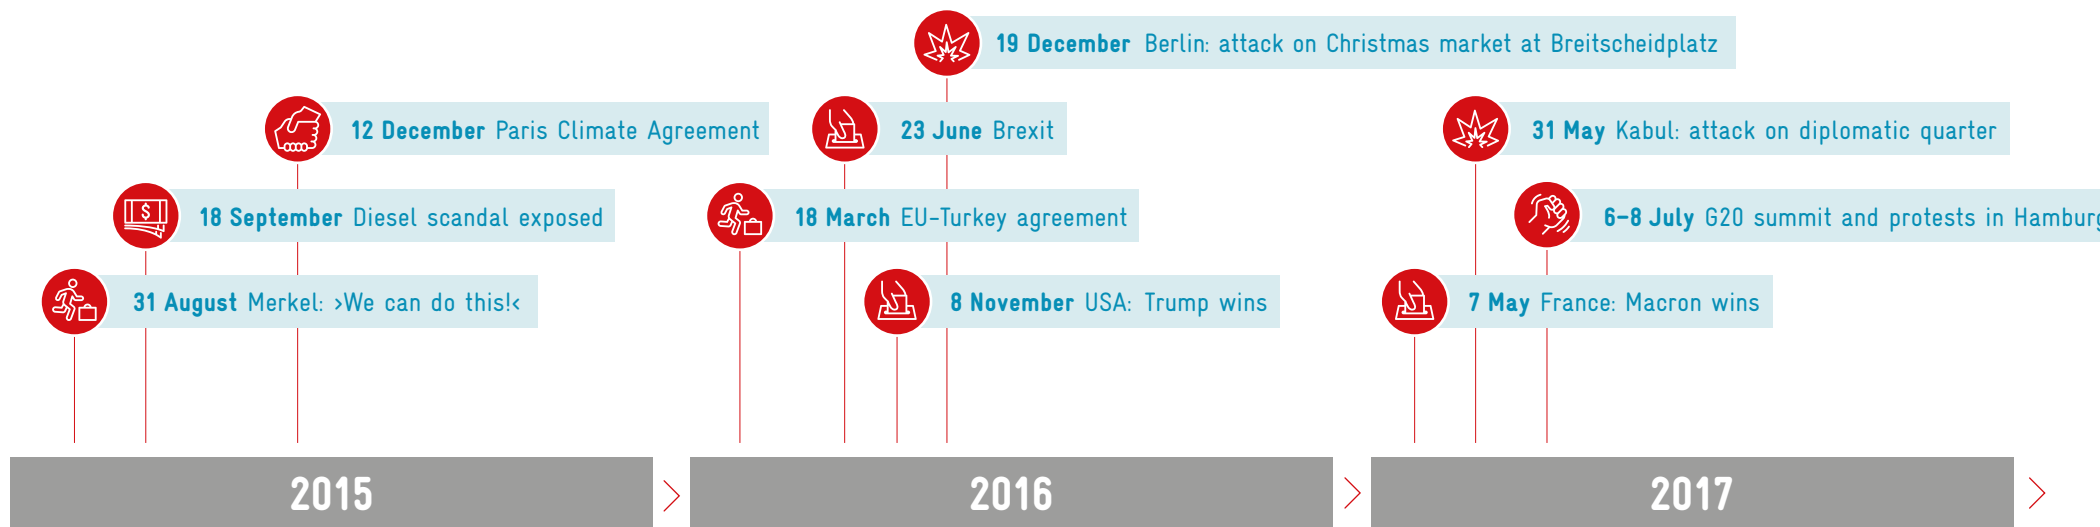 19 December Berlin: attack on Christmas market at Breitscheidplatz
12 December Paris Climate Agreement
23 June Brexit
31 May Kabul: attack on diplomatic quarter
18 September Diesel scandal exposed
18 March EU-Turkey agreement
6–8 July G20 summit and protests in Hamburg
31 August Merkel: ›We can do this!‹
8 November USA: Trump wins
7 May France: Macron wins
2015
2016
2017